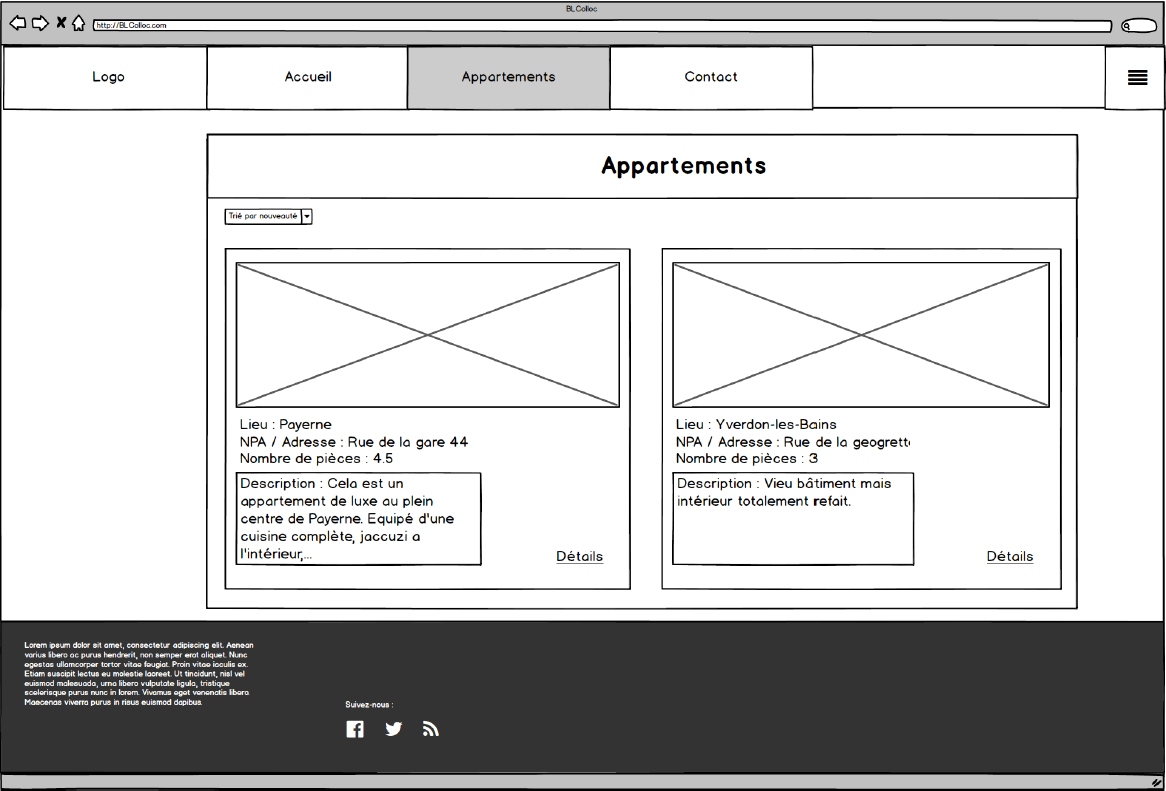 BLColloc
http://BLColloc.com
Logo
Accueil
Appartements
Contact
Appartements
Trié par nouveauté
Lieu : Payerne
NPA / Adresse : Rue de la gare 44
Nombre de pièces : 4.5
Description : Cela est un
appartement de luxe au plein
centre de Payerne. Equipé d'une
cuisine complète, jaccuzi a
l'intérieur,...
Détails
Lieu : Yverdon-les-Bains
NPA / Adresse : Rue de la geogrette
Nombre de pièces : 3
Description : Vieu bâtiment mais
intérieur totalement refait.
Détails
Lorem ipsum dolor sit amet, consectetur adipiscing elit. Aenean
varius libero ac purus hendrerit, non semper erat aliquet. Nunc
egestas ullamcorper tortor vitae feugiat. Proin vitae iaculis ex.
Etiam suscipit lectus eu molestie laoreet. Ut tincidunt, nisl vel
euismod malesuada, urna libero vulputate ligula, tristique
scelerisque purus nunc in lorem. Vivamus eget venenatis libero.
Maecenas viverra purus in risus euismod dapibus.
Suivez-nous :